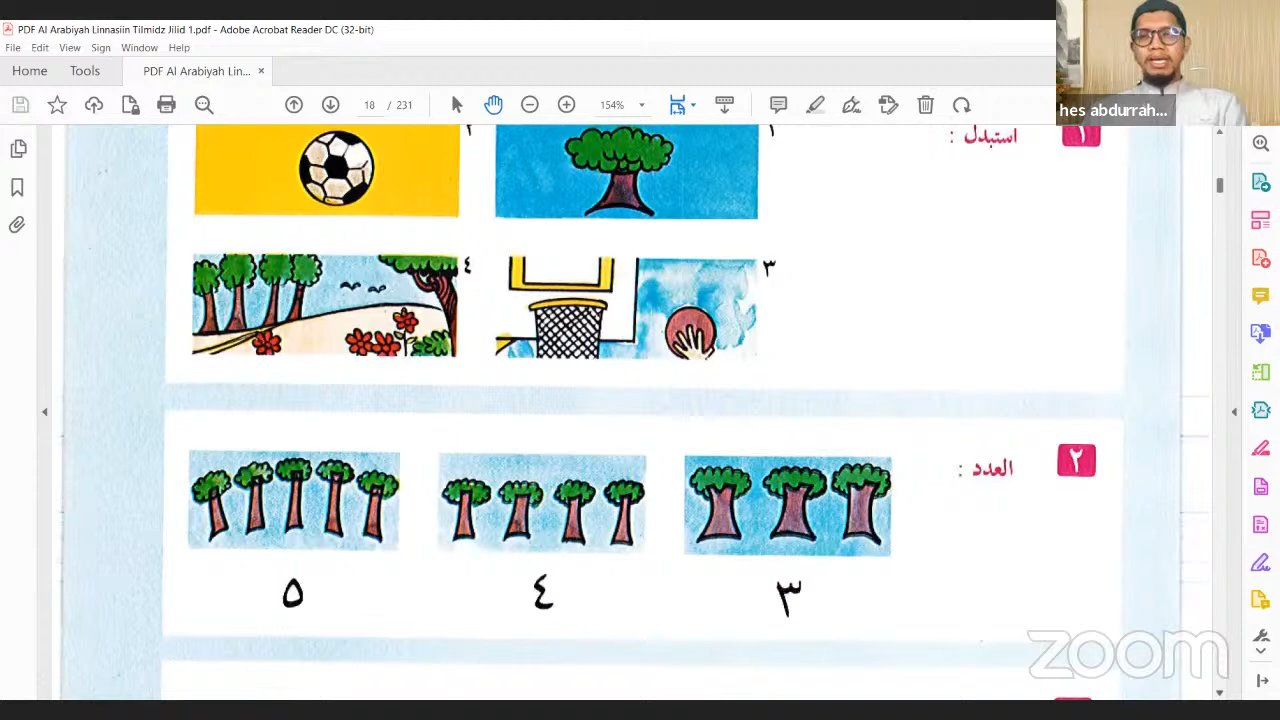 PDF Al Arabiyah Linnasiin Tilmidz Jilid 1.pdf - Adobe Acrobat Reader DC (32-bit)
File Edit View Sign Window Help
Home Tools PDF Al Arabiyah Lin... ×
18 / 231 154%
hes abdurrah...
١ استبدل :
١ ٢
٣ ٤
٢ العدد :
٣ ٤ ٥
zoom